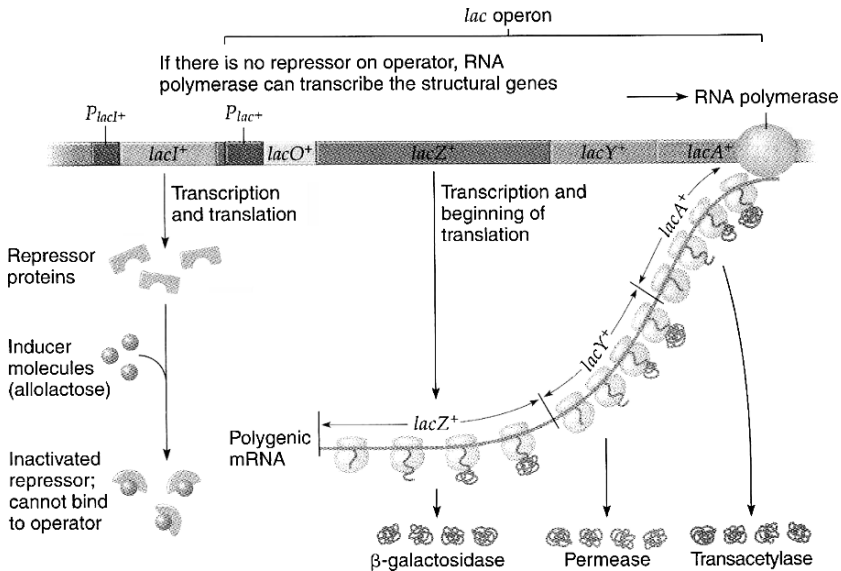 lac operon
If there is no repressor on operator, RNA
polymerase can transcribe the structural genes
RNA polymerase
PlacI+
Plac+
lacI+
lacO+
lacZ+
lacY+
lacA+
Transcription
and translation
Transcription and
beginning of
translation
lacA+
Repressor
proteins
lacY+
Inducer
molecules
(allolactose)
lacZ+
Polygenic
mRNA
Inactivated
repressor;
cannot bind
to operator
β-galactosidase
Permease
Transacetylase